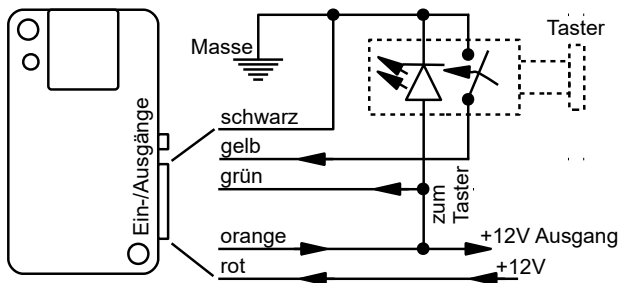 Taster
Masse
Ein-/Ausgänge
schwarz
gelb
grün
zum
Taster
orange
+12V Ausgang
rot
+12V